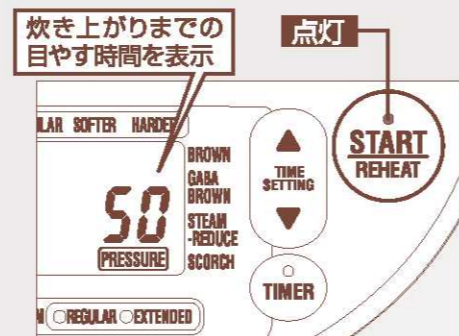 炊き上がりまでの
目やす時間を表示
点灯
SOFTER HARDER
BROWN
GABA
BROWN
STEAM
-REDUCE
SCORCH
50
PRESSURE
TIME
SETTING
START
REHEAT
TIMER
REGULAR EXTENDED